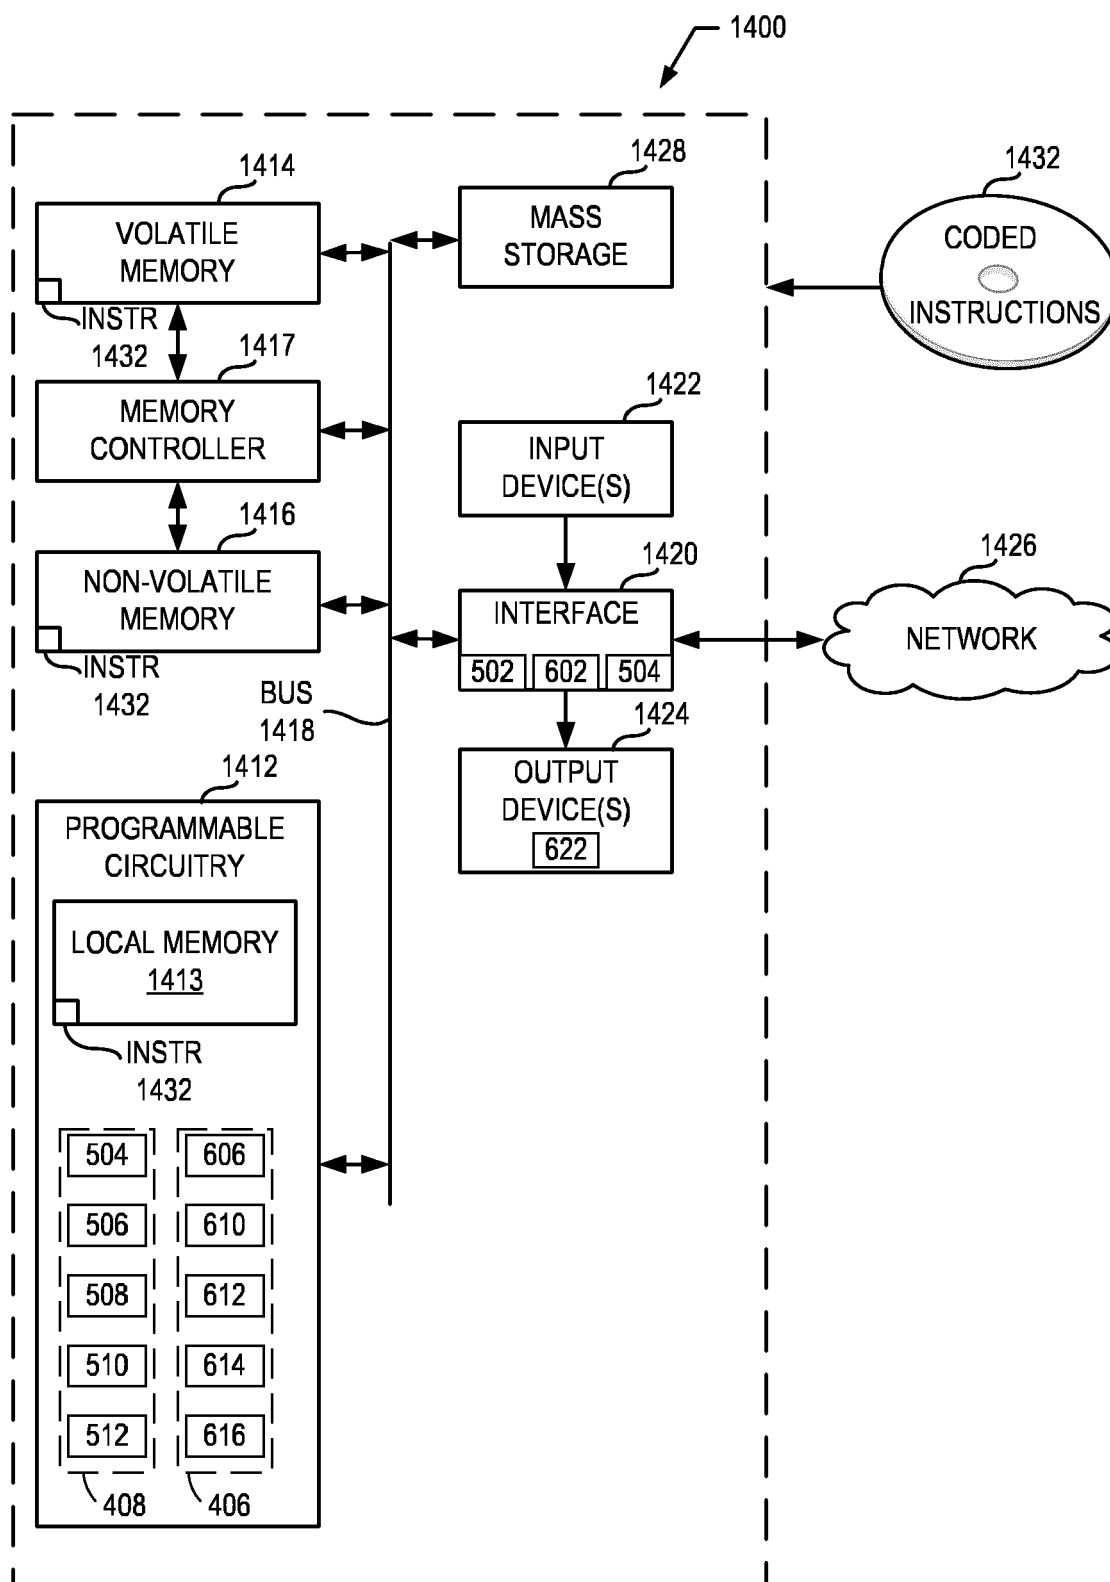 1400
1414
VOLATILE
MEMORY
INSTR
1432
1428
MASS
STORAGE
1432
CODED
INSTRUCTIONS
1417
MEMORY
CONTROLLER
1422
INPUT
DEVICE(S)
1416
NON-VOLATILE
MEMORY
INSTR
1432
1420
INTERFACE
502 602 504
1426
NETWORK
BUS
1418
1424
OUTPUT
DEVICE(S)
622
1412
PROGRAMMABLE
CIRCUITRY
LOCAL MEMORY
1413
INSTR
1432
504 606
506 610
508 612
510 614
512 616
408 406